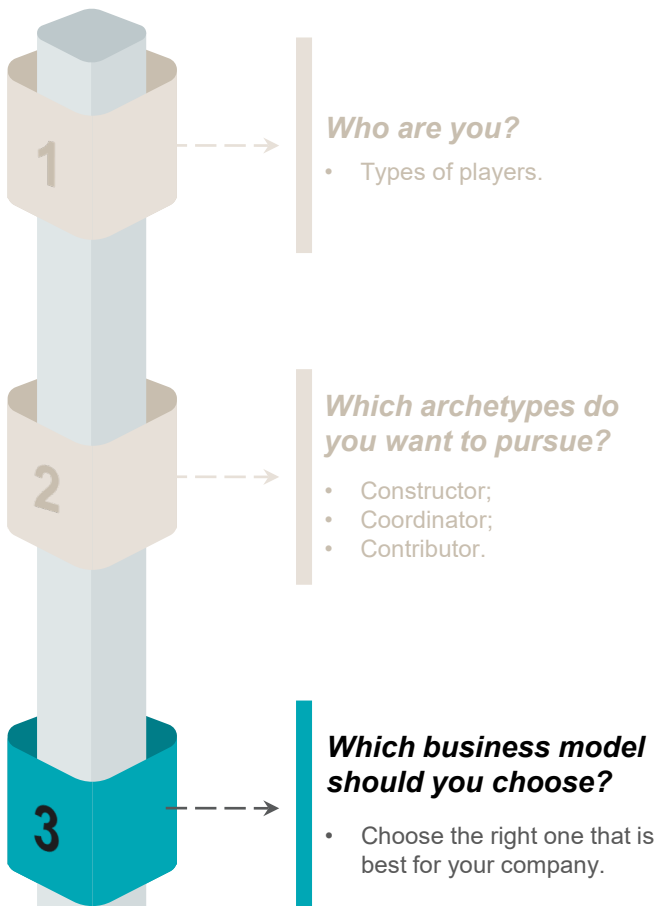 1
Who are you?
• Types of players.
2
Which archetypes do
you want to pursue?
• Constructor;
• Coordinator;
• Contributor.
3
Which business model
should you choose?
• Choose the right one that is
best for your company.